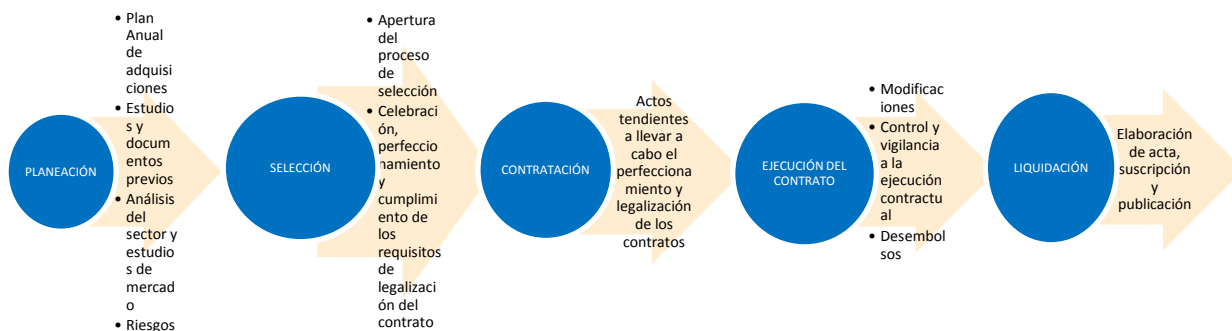 PLANEACIÓN
• Plan
Anual
de
adquisi
ciones
• Estudio
s y
docum
entos
previos
• Análisis
del
sector y
estudio
s de
mercad
o
• Riesgos
SELECCIÓN
• Apertura
del
proceso
de
selección
• Celebraci
ón,
perfeccio
namiento
y
cumplimi
ento de
los
requisitos
de
legalizaci
ón del
contrato
CONTRATACIÓN
Actos
tendientes
a llevar a
cabo el
perfecciona
miento y
legalización
de los
contratos
EJECUCIÓN DEL
CONTRATO
• Modificac
iones
• Control y
vigilancia
a la
ejecución
contractu
al
• Desembol
sos
LIQUIDACIÓN
Elaboración
de acta,
suscripción
y
publicación